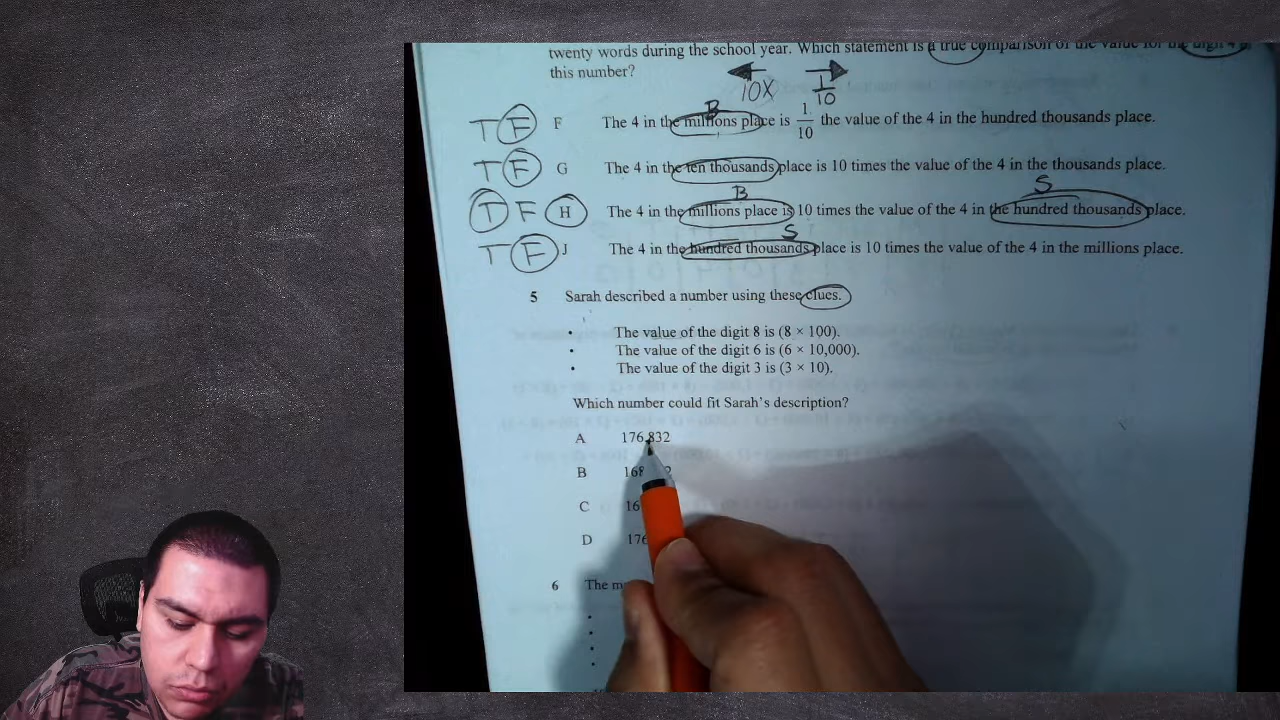 twenty words during the school year. Which statement is a true comparison of the value for the digit 4
this number?
10X 1/10
B
T F F The 4 in the millions place is 1/10 the value of the 4 in the hundred thousands place.
T F G The 4 in the ten thousands place is 10 times the value of the 4 in the thousands place.
B S
T F H The 4 in the millions place is 10 times the value of the 4 in the hundred thousands place.
S
T F J The 4 in the hundred thousands place is 10 times the value of the 4 in the millions place.
5 Sarah described a number using these clues.
• The value of the digit 8 is (8 × 100).
• The value of the digit 6 is (6 × 10,000).
• The value of the digit 3 is (3 × 10).
Which number could fit Sarah's description?
A 176,832
B
C
D
6 The